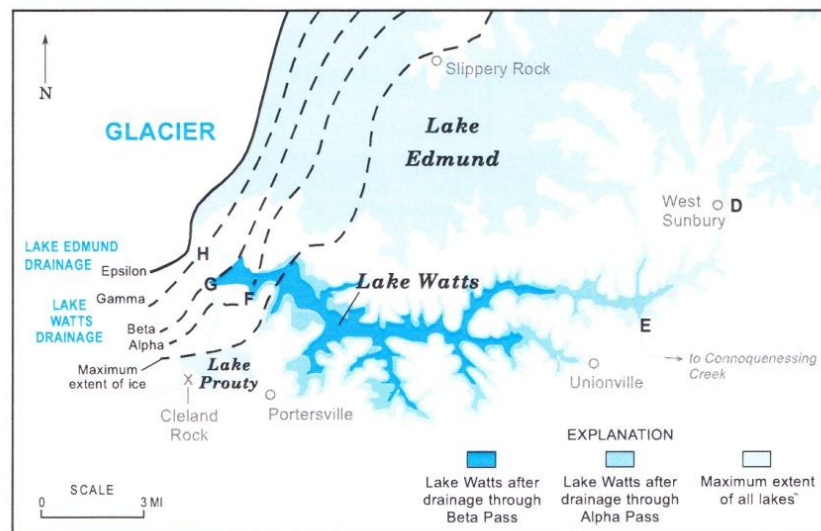 N
GLACIER
Slippery Rock
Lake
Edmund
West
Sunbury
D
LAKE EDMUND
DRAINAGE
Epsilon
H
Gamma
G
F
LAKE
WATTS
DRAINAGE
Beta
Alpha
Lake Watts
E
Maximum
extent of ice
Lake
Prouty
X
Cleland
Rock
Portersville
Unionville
to Connoquenessing
Creek
SCALE
0 3 MI
EXPLANATION
Lake Watts after
drainage through
Beta Pass
Lake Watts after
drainage through
Alpha Pass
Maximum extent
of all lakes